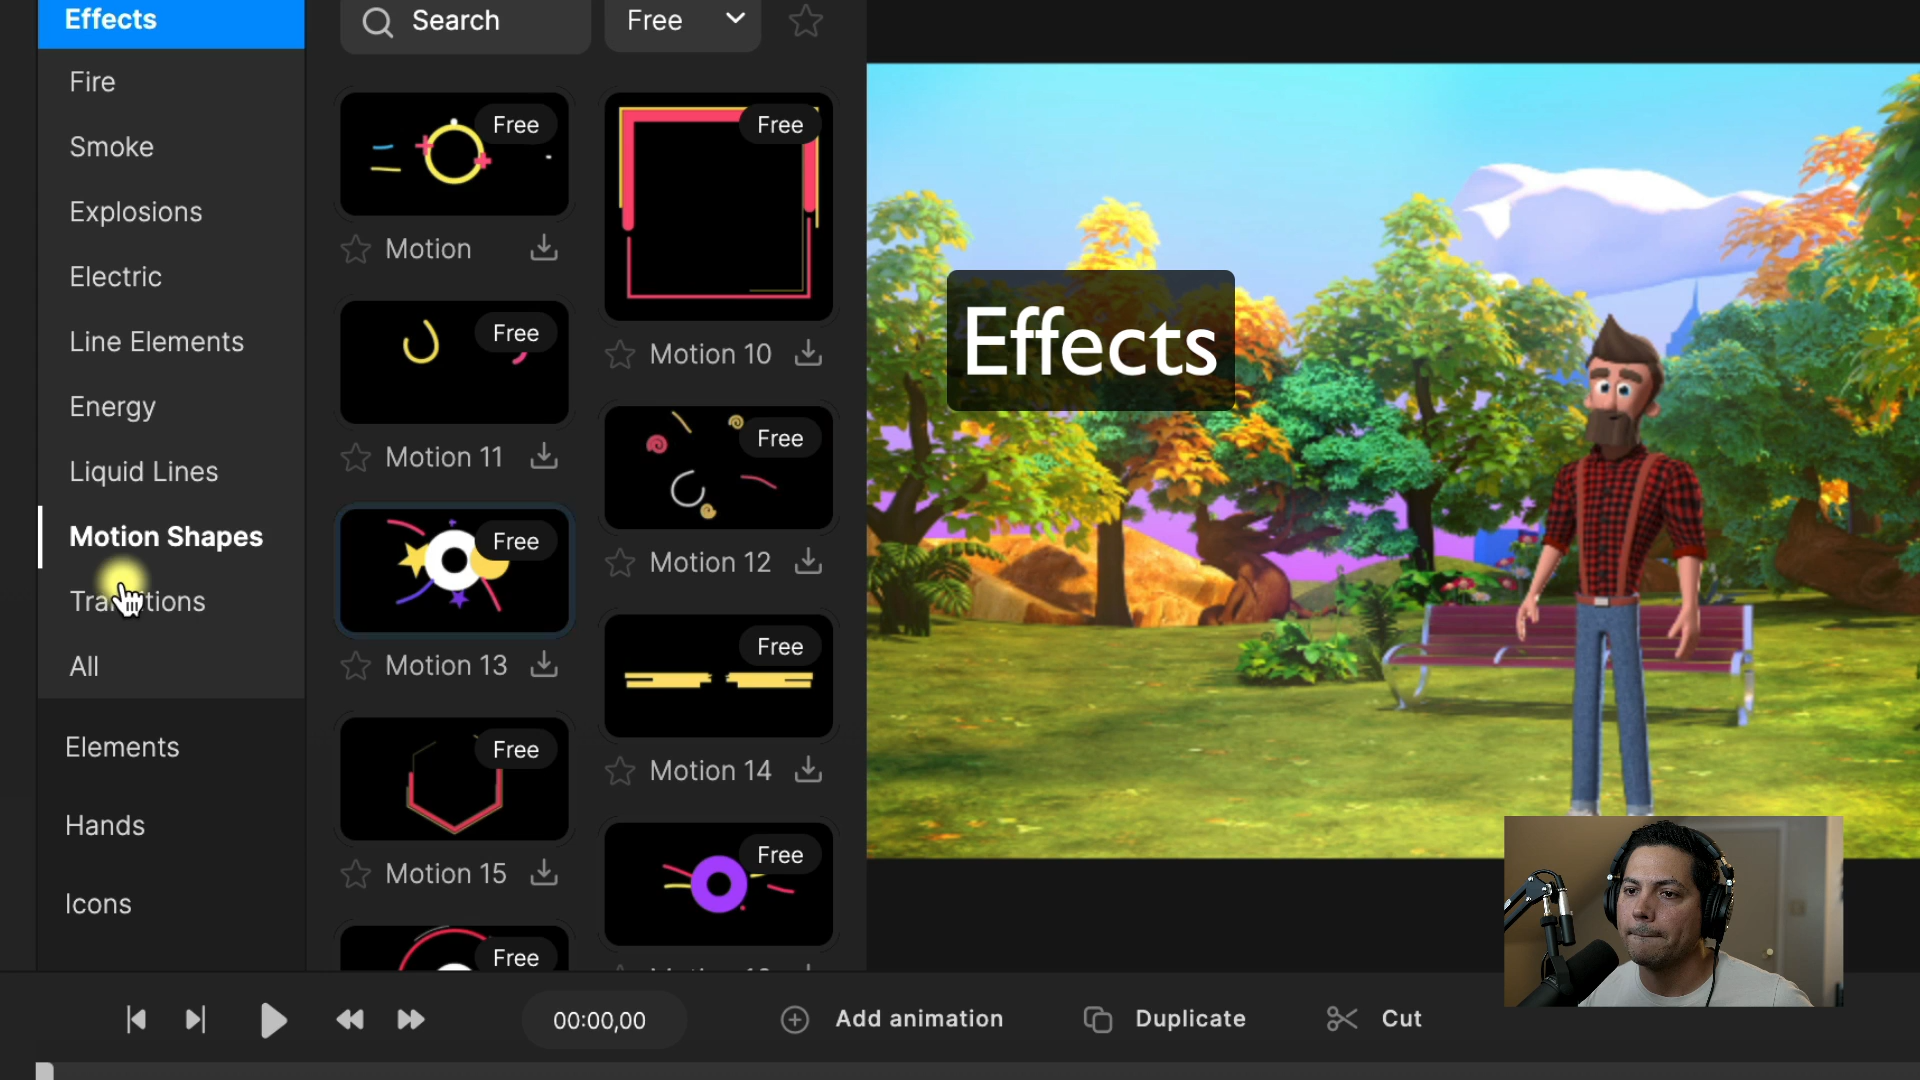 Effects
Search
Free
Fire
Smoke
Explosions
Electric
Line Elements
Energy
Liquid Lines
Motion Shapes
All
Elements
Hands
Icons
Free
Motion
Free
Motion 10
Free
Motion 11
Free
Motion 12
Free
Motion 13
Free
Motion 14
Free
Motion 15
Free
Free
Effects
00:00,00
Add animation
Duplicate
Cut